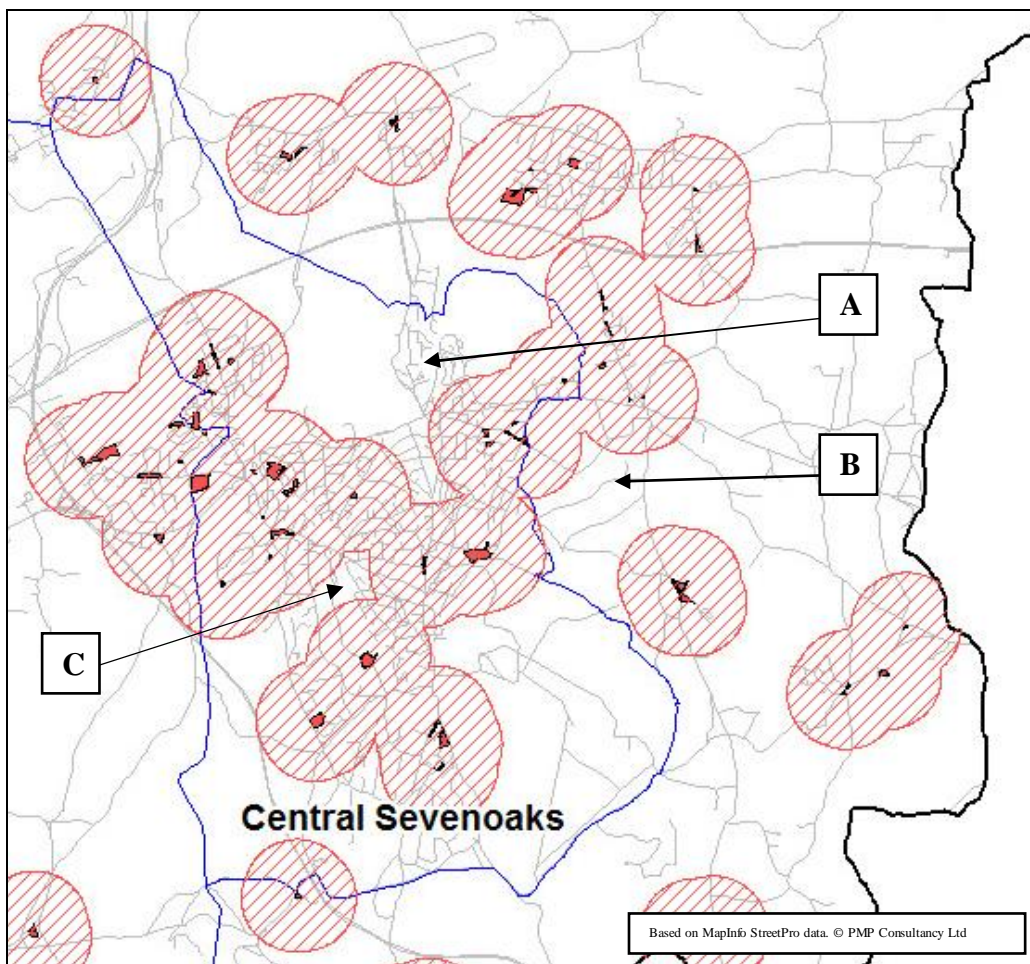 A
B
C
Central Sevenoaks
Based on MapInfo StreetPro data. © PMP Consultancy Ltd